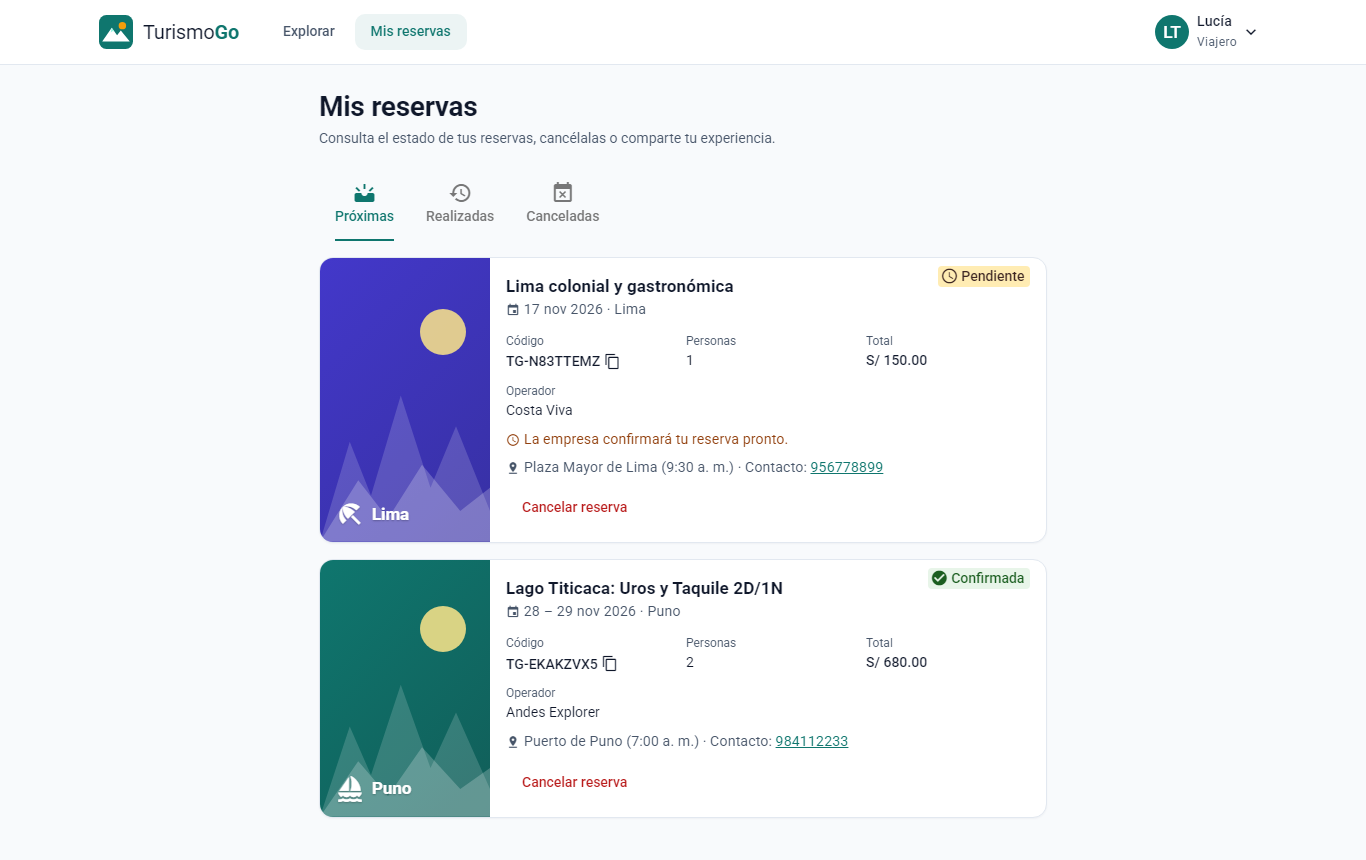 TurismoGo
Explorar
Mis reservas
LT
Lucía
Viajero
Mis reservas
Consulta el estado de tus reservas, cancélalas o comparte tu experiencia.
Próximas
Realizadas
Canceladas
Lima
Lima colonial y gastronómica
Pendiente
17 nov 2026 · Lima
Código
Personas
Total
TG-N83TTEMZ
1
S/ 150.00
Operador
Costa Viva
La empresa confirmará tu reserva pronto.
Plaza Mayor de Lima (9:30 a. m.) · Contacto: 956778899
Cancelar reserva
Puno
Lago Titicaca: Uros y Taquile 2D/1N
Confirmada
28 – 29 nov 2026 · Puno
Código
Personas
Total
TG-EKAKZVX5
2
S/ 680.00
Operador
Andes Explorer
Puerto de Puno (7:00 a. m.) · Contacto: 984112233
Cancelar reserva